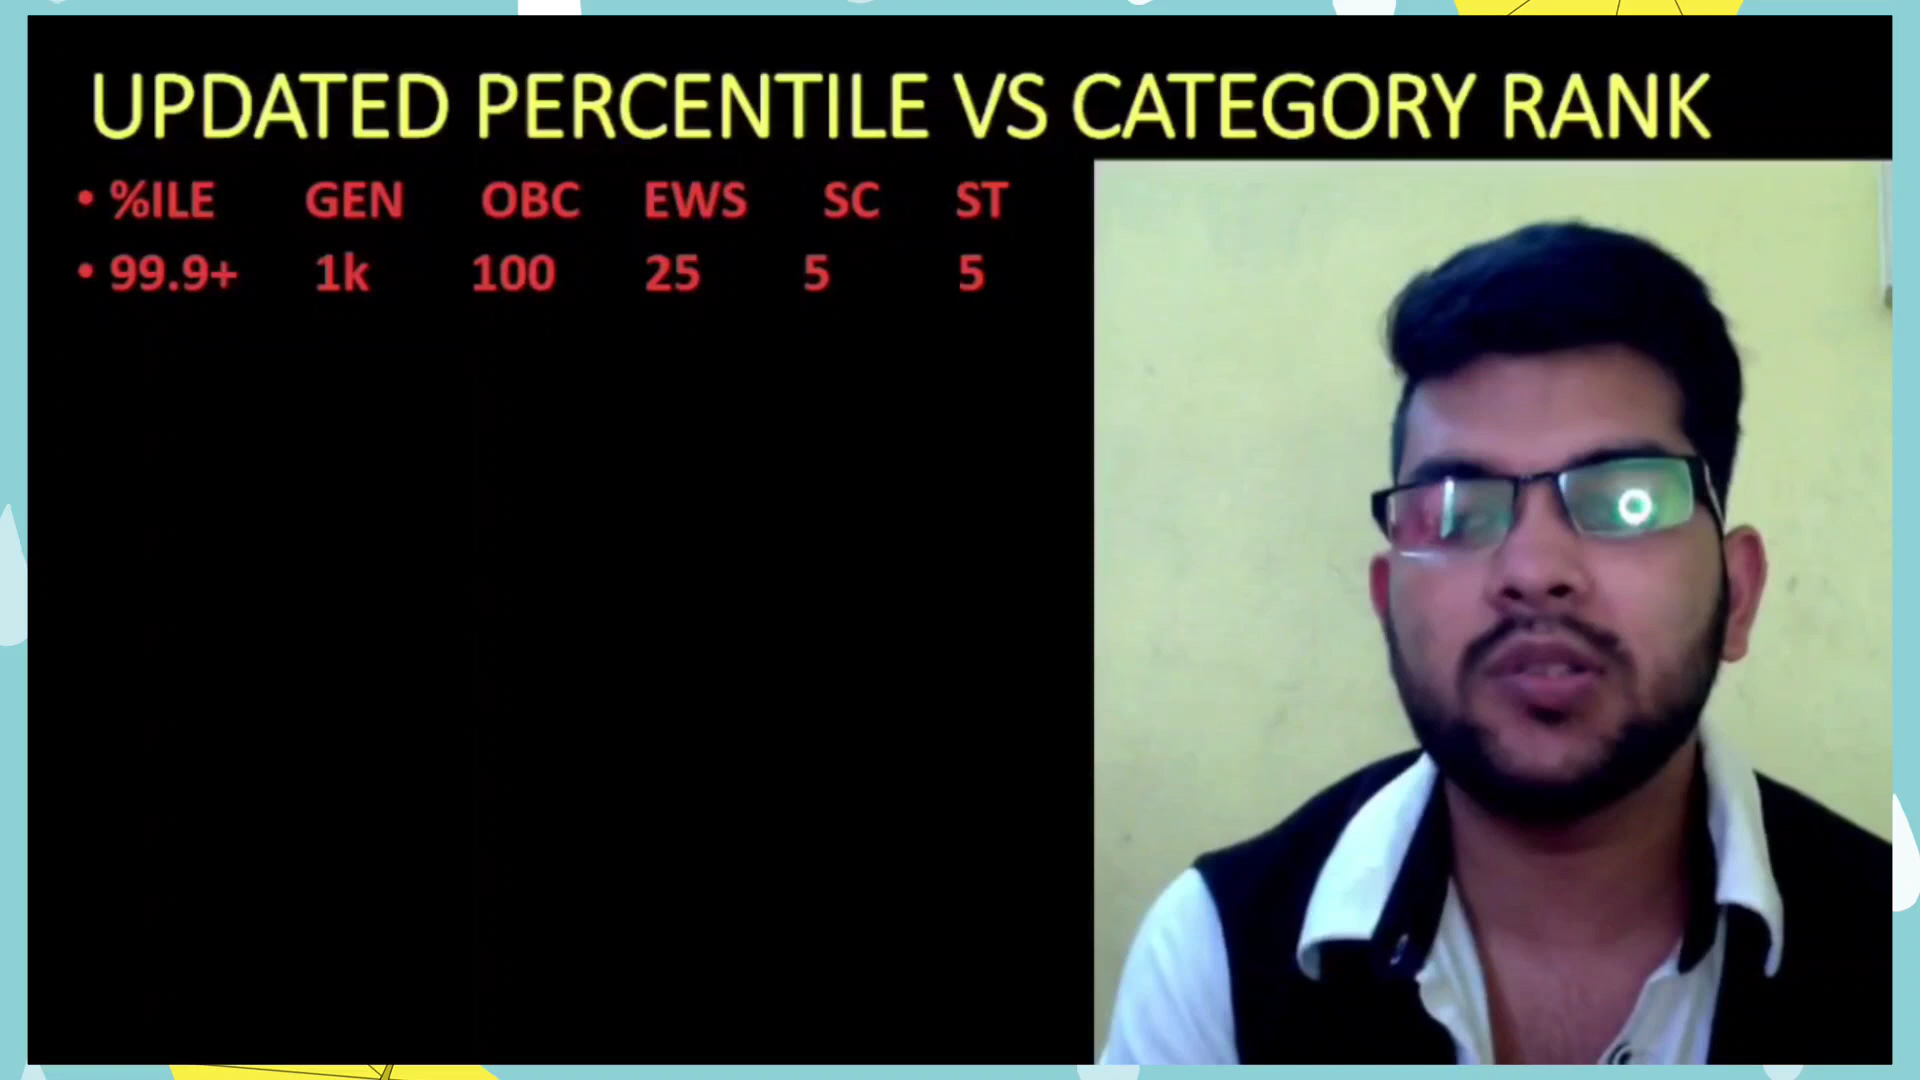 UPDATED PERCENTILE VS CATEGORY RANK
• %ILE GEN OBC EWS SC ST
• 99.9+ 1k 100 25 5 5